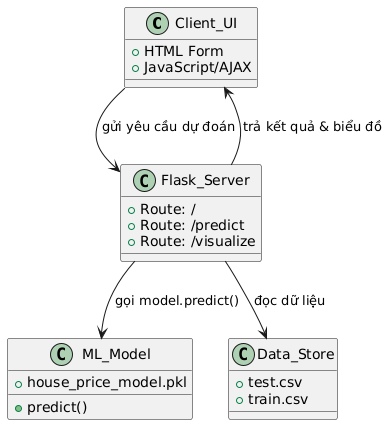 C Client_UI
HTML Form
JavaScript/AJAX
gửi yêu cầu dự đoán
trả kết quả & biểu đồ
C Flask_Server
Route: /
Route: /predict
Route: /visualize
gọi model.predict()
đọc dữ liệu
C ML_Model
house_price_model.pkl
predict()
C Data_Store
test.csv
train.csv